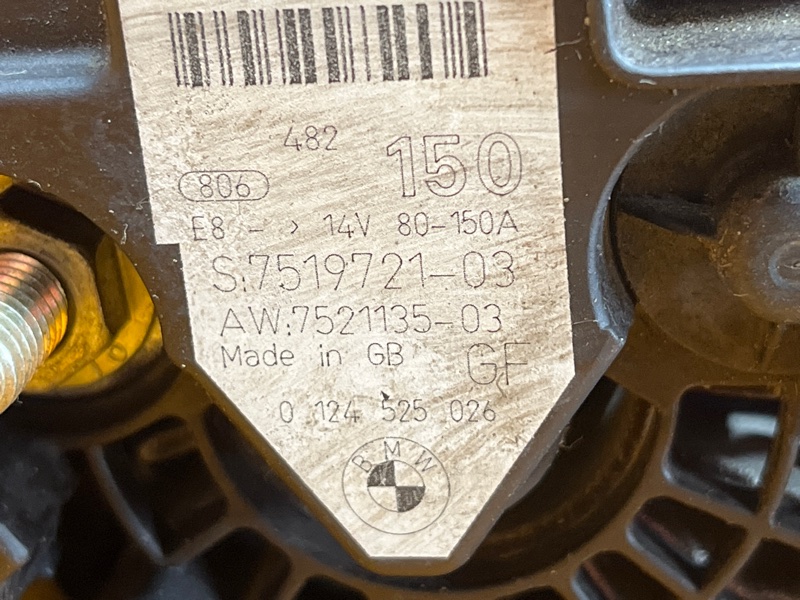 482
150
806
E8 - > 14V 80-150A
S:7519721-03
AW:7521135-03
Made in GB
GF
0 124 525 026
BMW